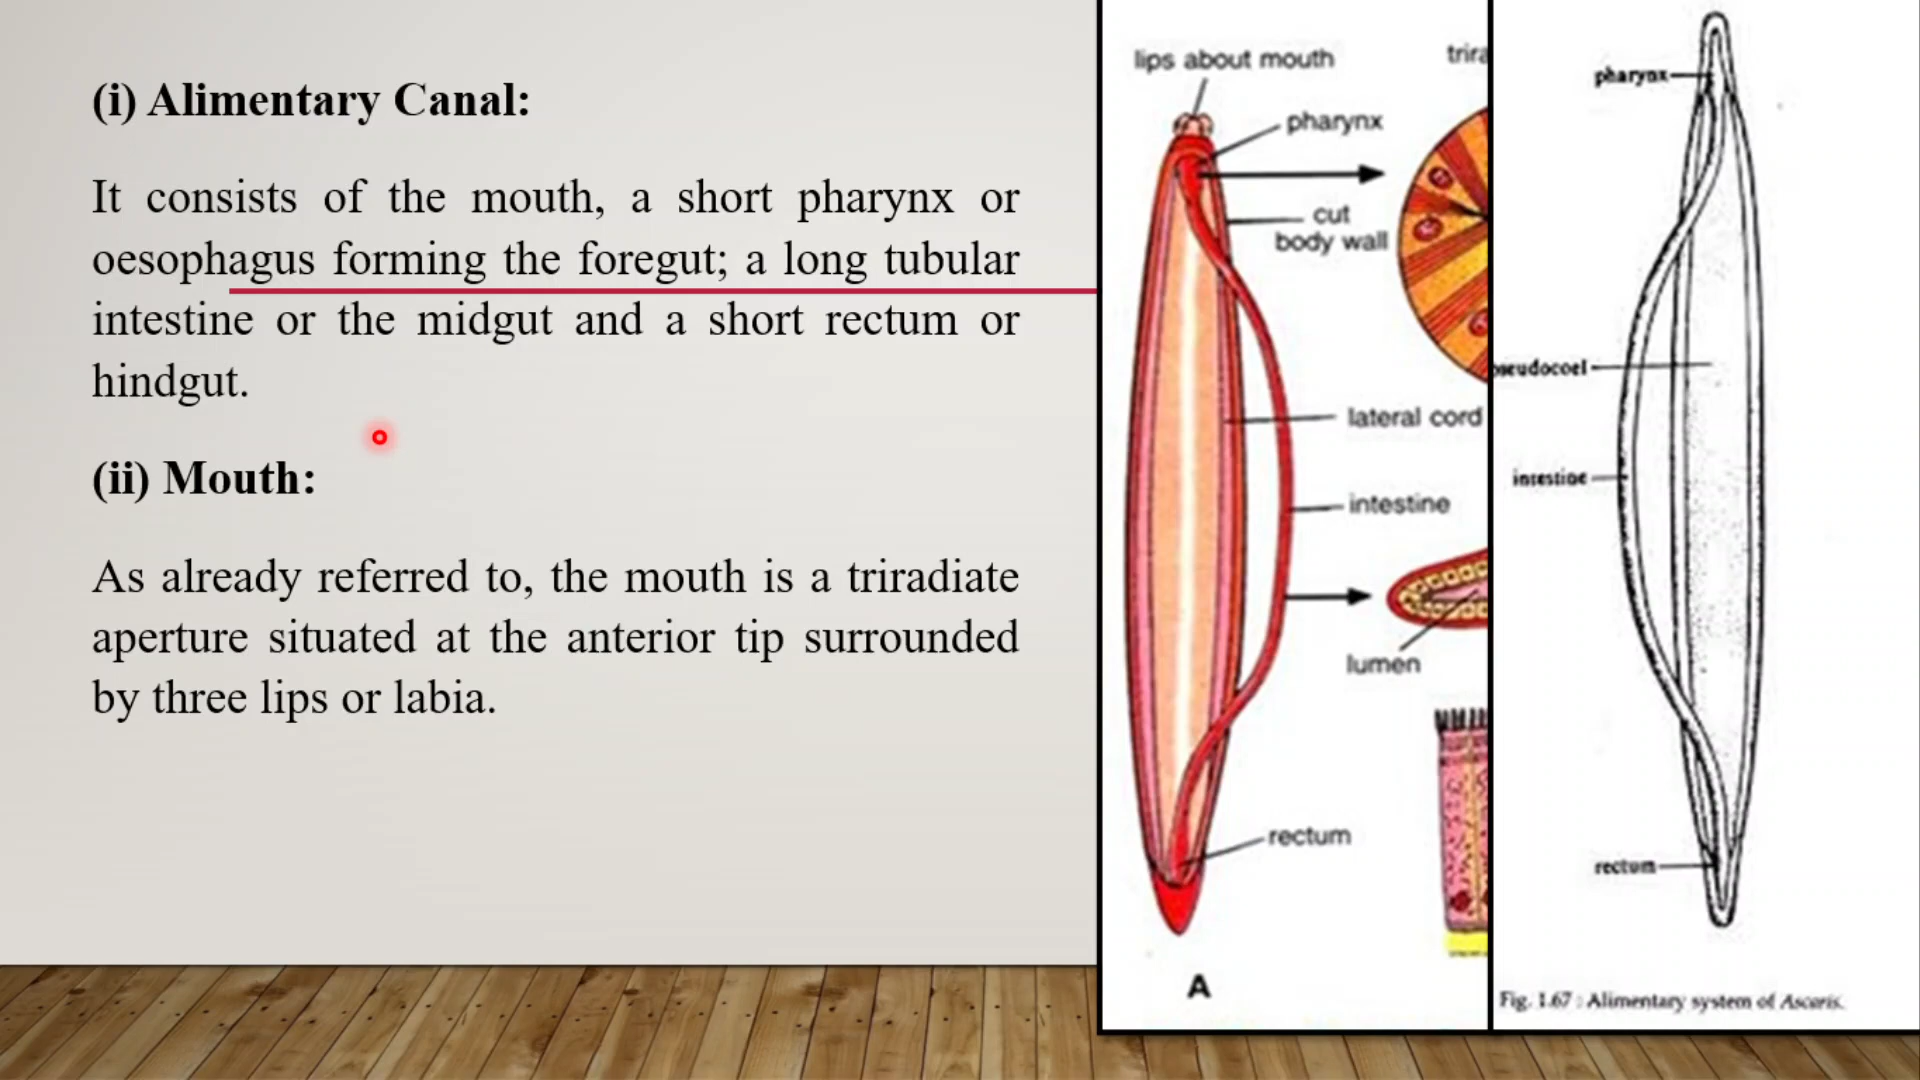 (i) Alimentary Canal:
It consists of the mouth, a short pharynx or
oesophagus forming the foregut; a long tubular
intestine or the midgut and a short rectum or
hindgut.
(ii) Mouth:
As already referred to, the mouth is a triradiate
aperture situated at the anterior tip surrounded
by three lips or labia.
lips about mouth
trira
pharynx
cut
body wall
lateral cord
intestine
lumen
rectum
A
pharynx
pseudocoel
intestine
rectum
Fig. 1.67 : Alimentary system of Ascaris.